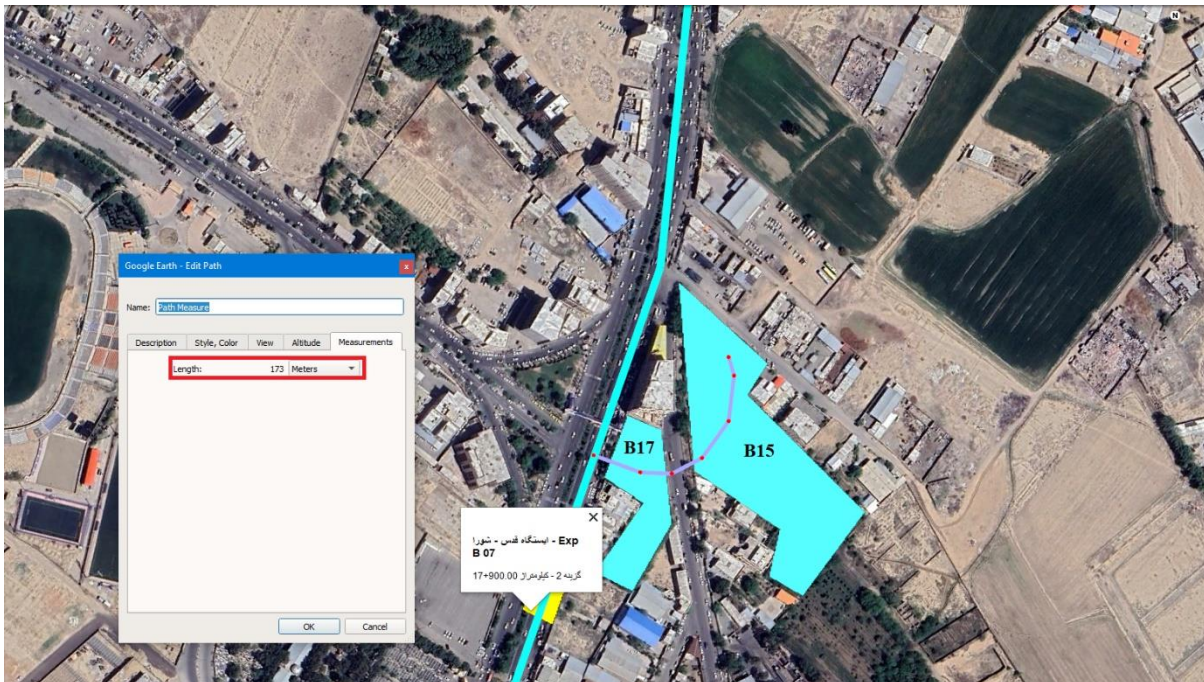 N
Google Earth - Edit Path
x
Name: Path Measure
Description Style, Color View Altitude Measurements
Length: 173 Meters
OK Cancel
B17
B15
ایستگاه قدس - شورا - Exp
B 07
گزینه 2 - کیلومتراژ 17+900.00